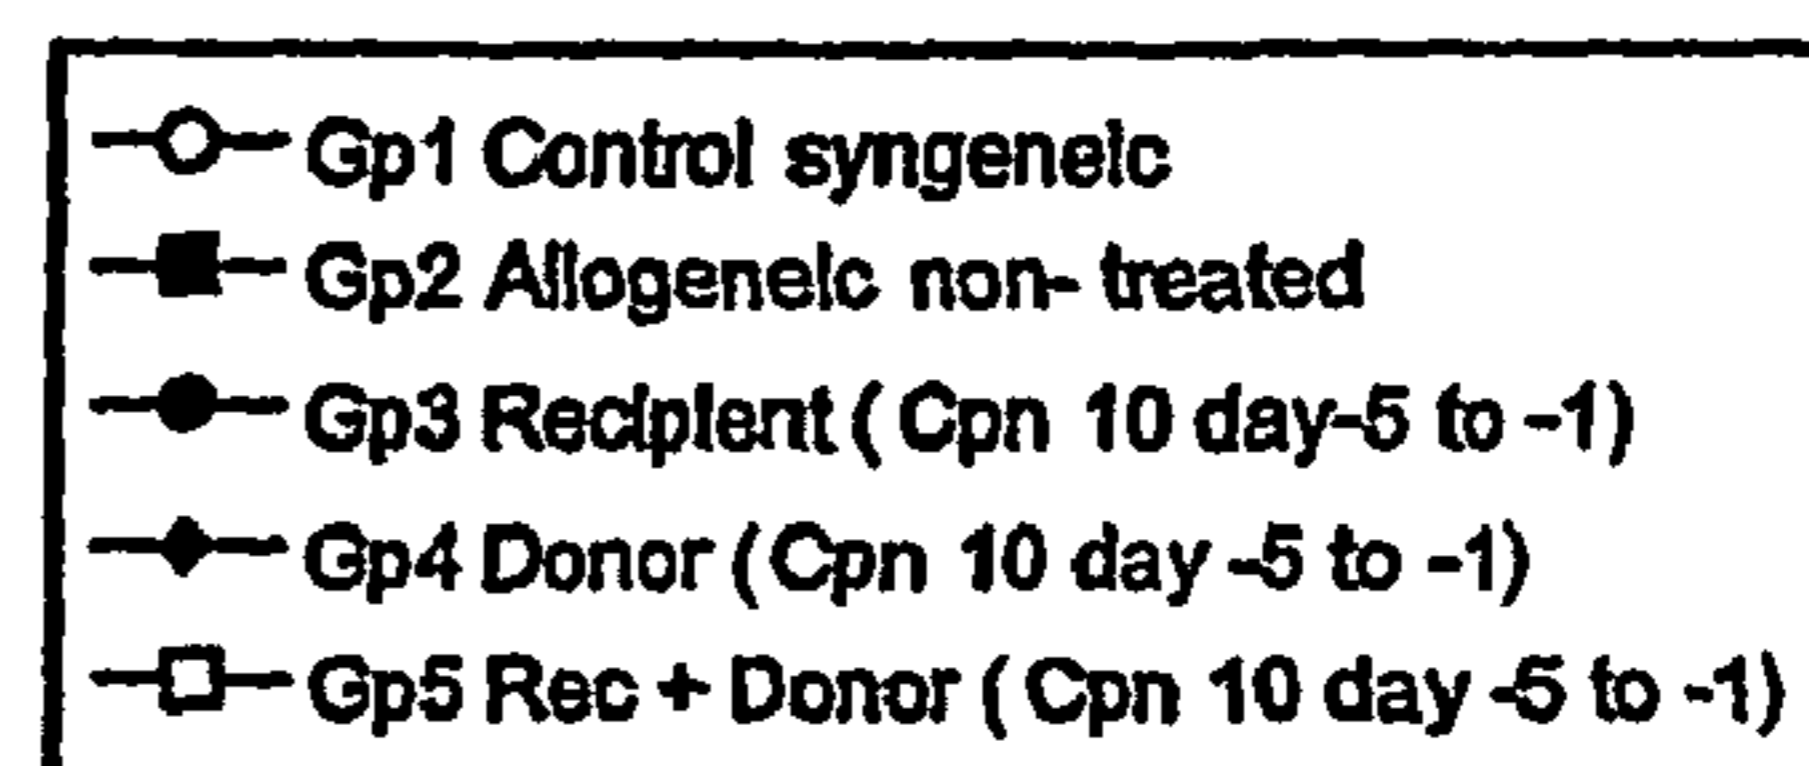 Gp1 Control syngeneic
Gp2 Allogeneic non- treated
Gp3 Recipient ( Cpn 10 day-5 to -1)
Gp4 Donor (Cpn 10 day -5 to -1)
Gp5 Rec + Donor ( Cpn 10 day -5 to -1)